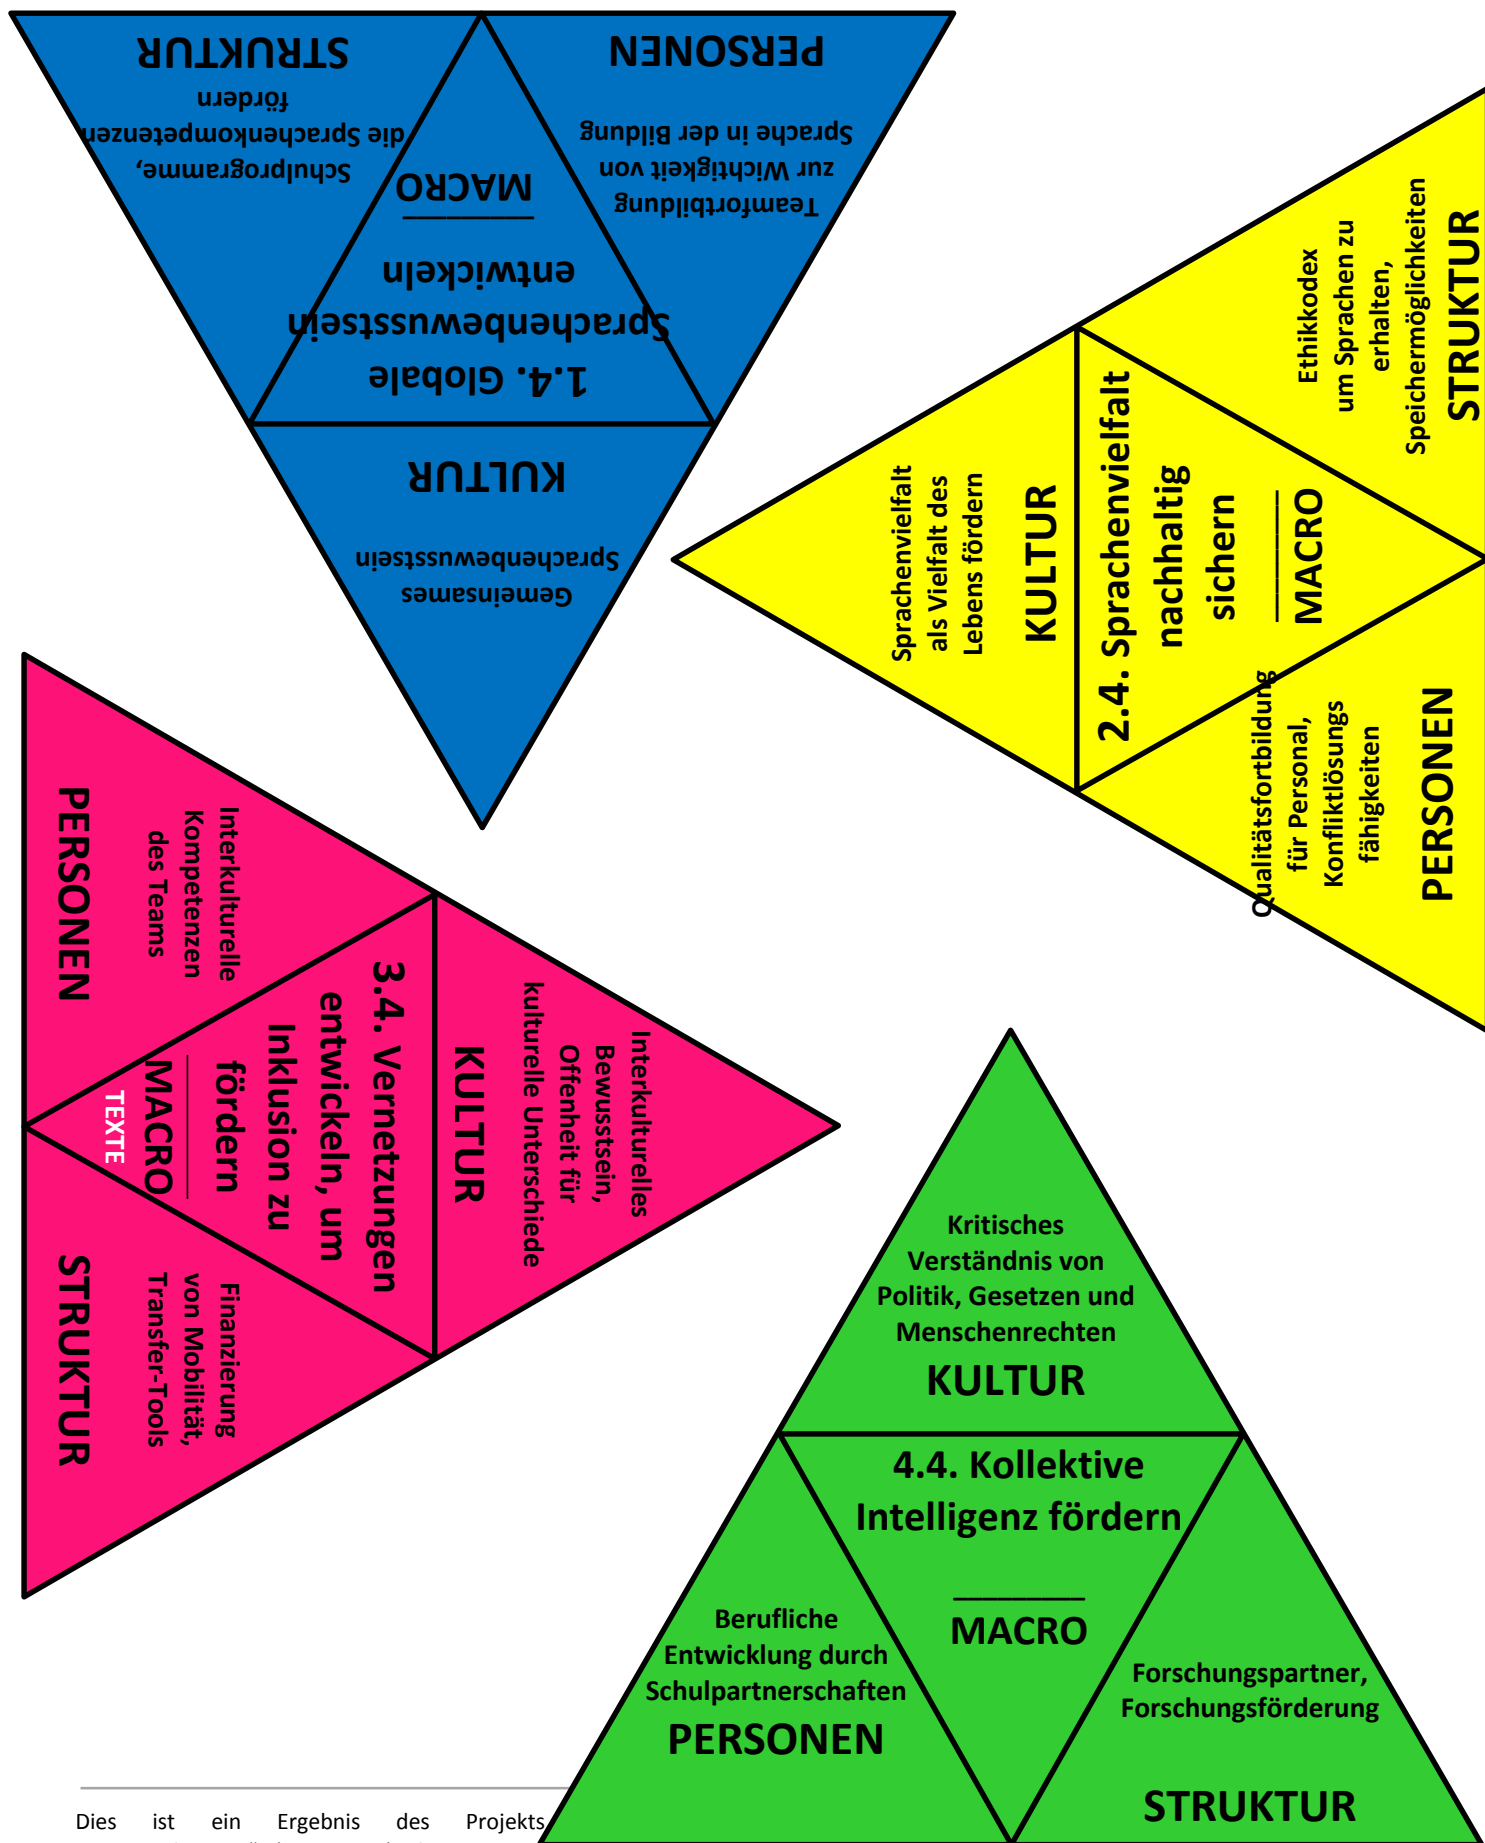 STRUKTUR
Schulprogramme,
die Sprachenkompetenzen
fördern
PERSONEN
Teamfortbildung
zur Wichtigkeit von
Sprache in der Bildung
1.4. Globale
Sprachenbewusstsein
entwickeln
MACRO
KULTUR
Gemeinsames
Sprachenbewusstsein
Sprachenvielfalt
als Vielfalt des
Lebens fördern
KULTUR
2.4. Sprachenvielfalt
nachhaltig
sichern
MACRO
Ethikkodex
um Sprachen zu
erhalten,
Speichermöglichkeiten
STRUKTUR
Qualitätsfortbildung
für Personal,
Konfliktlösungs
fähigkeiten
PERSONEN
Interkulturelle
Kompetenzen
des Teams
PERSONEN
3.4. Vernetzungen
entwickeln, um
Inklusion zu
fördern
MACRO
TEXTE
Interkulturelles
Bewusstsein,
Offenheit für
kulturelle Unterschiede
KULTUR
Finanzierung
von Mobilität,
Transfer-Tools
STRUKTUR
Kritisches
Verständnis von
Politik, Gesetzen und
Menschenrechten
KULTUR
4.4. Kollektive
Intelligenz fördern
MACRO
Berufliche
Entwicklung durch
Schulpartnerschaften
PERSONEN
Forschungspartner,
Forschungsförderung
STRUKTUR
Dies ist ein Ergebnis des Projekts